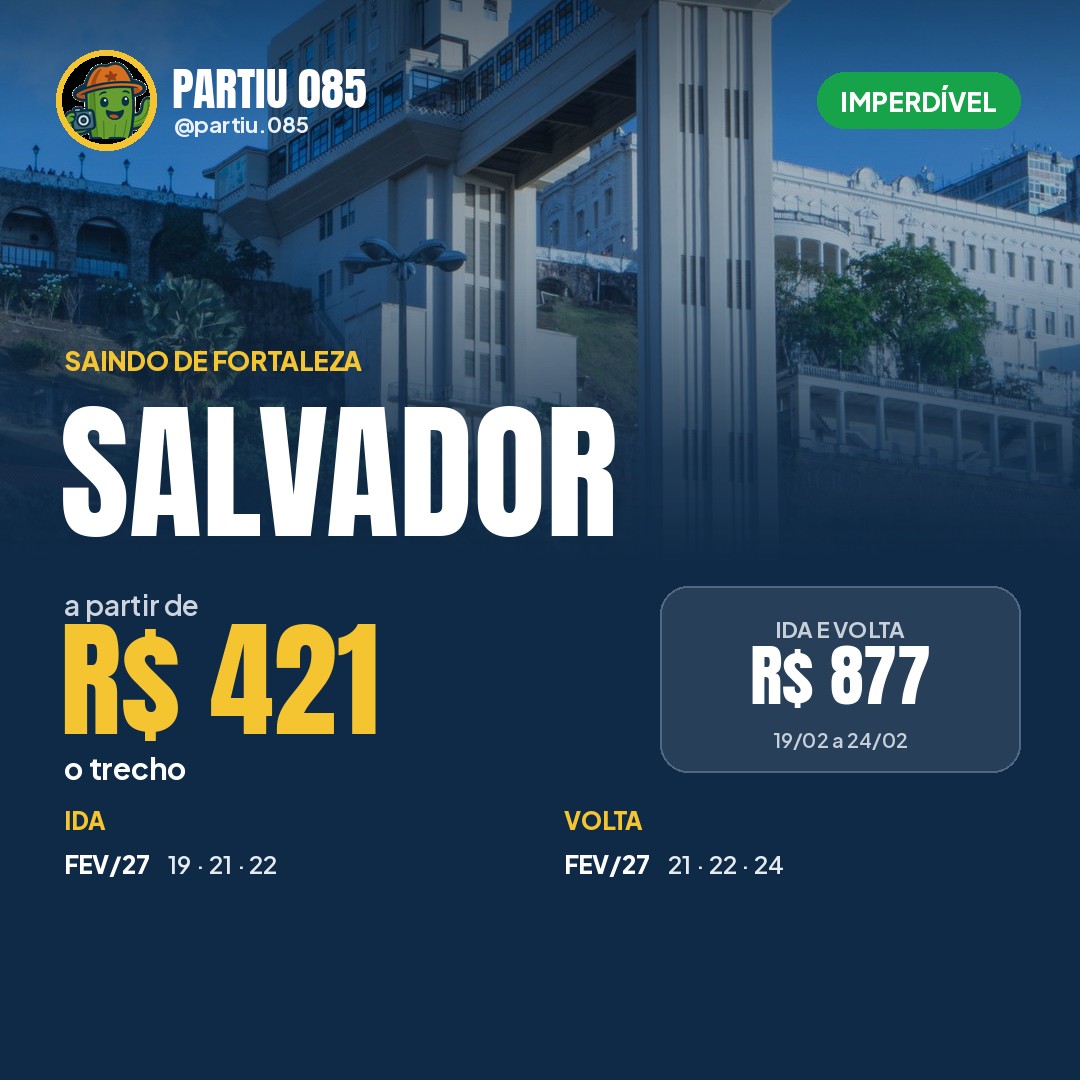 PARTIU 085
@partiu.085
IMPERDÍVEL
SAINDO DE FORTALEZA
SALVADOR
a partir de
R$ 421
o trecho
IDA E VOLTA
R$ 877
19/02 a 24/02
IDA
FEV/27 19 · 21 · 22
VOLTA
FEV/27 21 · 22 · 24